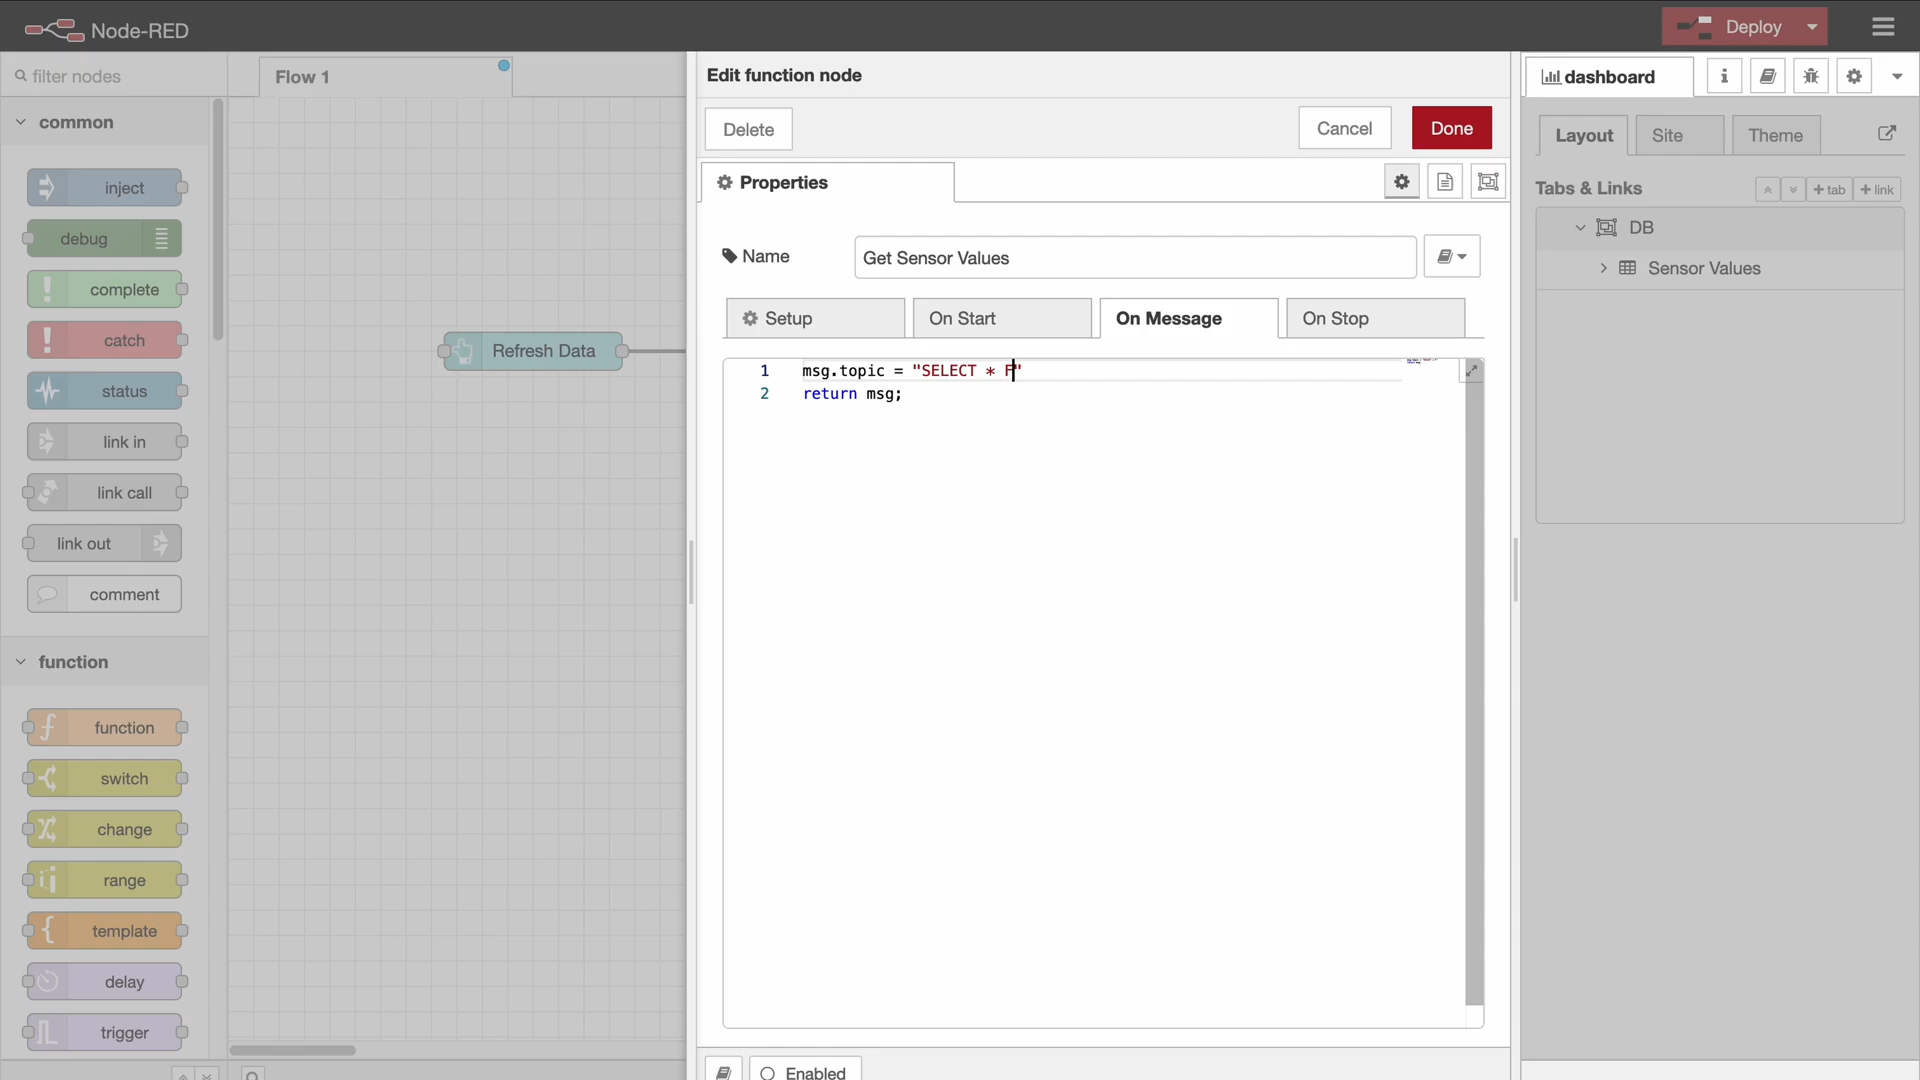 Node-RED
Deploy
filter nodes
Flow 1
Edit function node
dashboard
Delete
Cancel
Done
Layout
Site
Theme
common
Properties
Tabs & Links
tab
link
inject
debug
complete
catch
status
link in
link call
link out
comment
Refresh Data
Name
Get Sensor Values
DB
Sensor Values
Setup
On Start
On Message
On Stop
1 msg.topic = "SELECT * F"
2 return msg;
function
function
switch
change
range
template
delay
trigger
Enabled